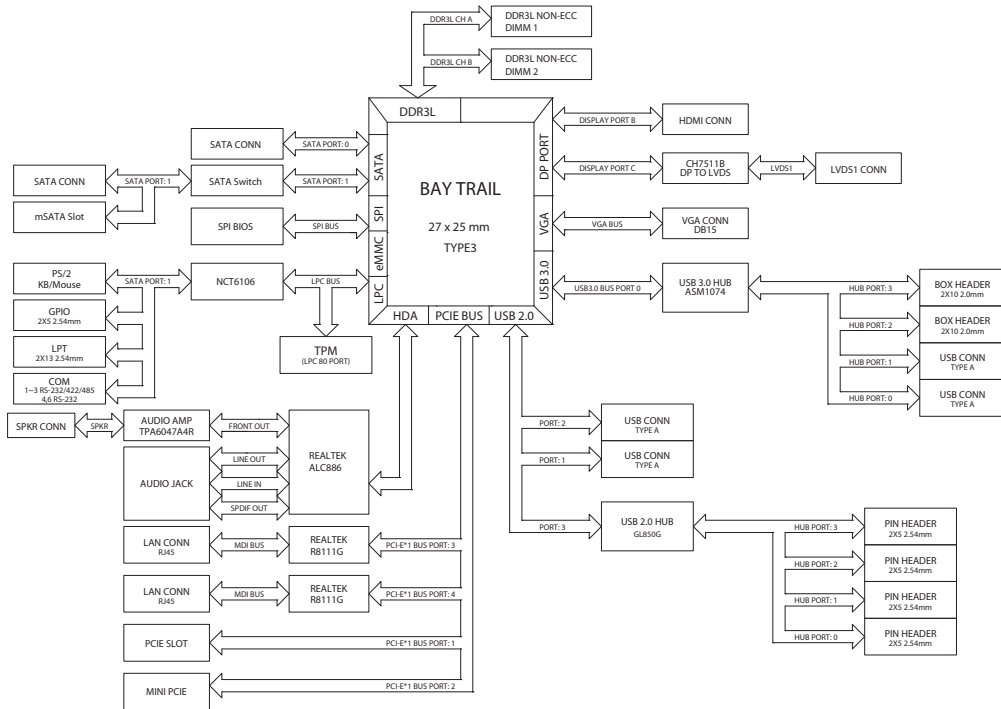 DDR3L CH A
DDR3L NON-ECC
DIMM 1
DDR3L CH B
DDR3L NON-ECC
DIMM 2
DDR3L
SATA
SPI
eMMC
LPC
BAY TRAIL
27 x 25 mm
TYPE3
DP PORT
VGA
USB 3.0
HDA
PCIE BUS
USB 2.0
SATA CONN
SATA PORT: 0
SATA CONN
SATA PORT: 1
SATA Switch
SATA PORT: 1
mSATA Slot
SPI BIOS
SPI BUS
PS/2
KB/Mouse
SATA PORT: 1
NCT6106
LPC BUS
GPIO
2X5 2.54mm
LPT
2X13 2.54mm
COM
1~3 RS-232/422/485
4,6 RS-232
TPM
(LPC 80 PORT)
SPKR CONN
SPKR
AUDIO AMP
TPA6047A4R
FRONT OUT
REALTEK
ALC886
AUDIO JACK
LINE OUT
LINE IN
SPDIF OUT
LAN CONN
RJ45
MDI BUS
REALTEK
R8111G
PCI-E*1 BUS PORT: 3
LAN CONN
RJ45
MDI BUS
REALTEK
R8111G
PCI-E*1 BUS PORT: 4
PCIE SLOT
PCI-E*1 BUS PORT: 1
MINI PCIE
PCI-E*1 BUS PORT: 2
DISPLAY PORT B
HDMI CONN
DISPLAY PORT C
CH7511B
DP TO LVDS
LVDS1
LVDS1 CONN
VGA BUS
VGA CONN
DB15
USB3.0 BUS PORT 0
USB 3.0 HUB
ASM1074
HUB PORT: 3
BOX HEADER
2X10 2.0mm
HUB PORT: 2
BOX HEADER
2X10 2.0mm
HUB PORT: 1
USB CONN
TYPE A
HUB PORT: 0
USB CONN
TYPE A
PORT: 2
USB CONN
TYPE A
PORT: 1
USB CONN
TYPE A
PORT: 3
USB 2.0 HUB
GL850G
HUB PORT: 3
PIN HEADER
2X5 2.54mm
HUB PORT: 2
PIN HEADER
2X5 2.54mm
HUB PORT: 1
PIN HEADER
2X5 2.54mm
HUB PORT: 0
PIN HEADER
2X5 2.54mm